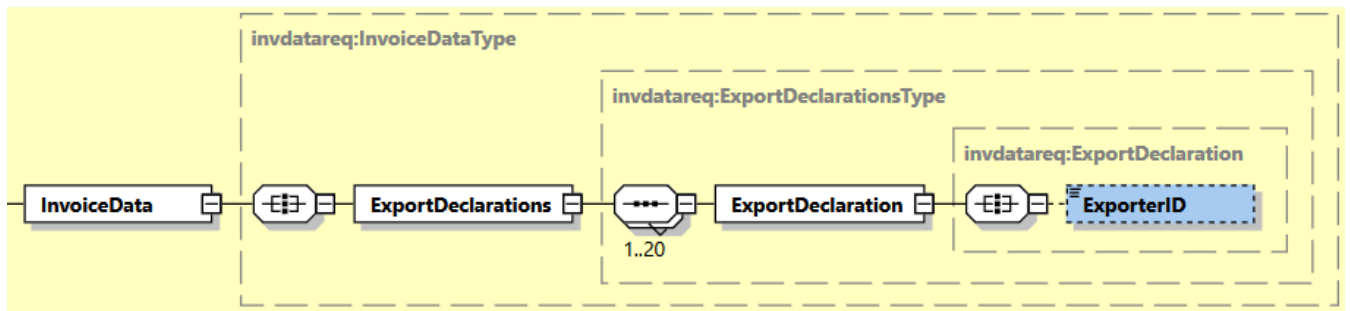 invdatareq:InvoiceDataType
invdatareq:ExportDeclarationsType
invdatareq:ExportDeclaration
InvoiceData
ExportDeclarations
ExportDeclaration
ExporterID
1..20